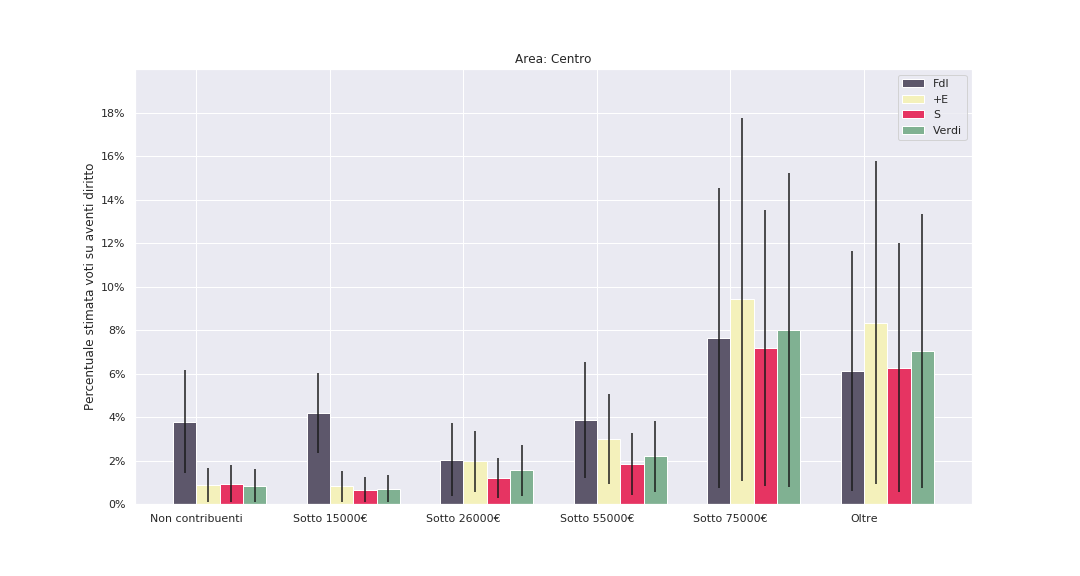 Area: Centro
FdI
+E
S
Verdi
Percentuale stimata voti su aventi diritto
18%
16%
14%
12%
10%
8%
6%
4%
2%
0%
Non contribuenti
Sotto 15000€
Sotto 26000€
Sotto 55000€
Sotto 75000€
Oltre